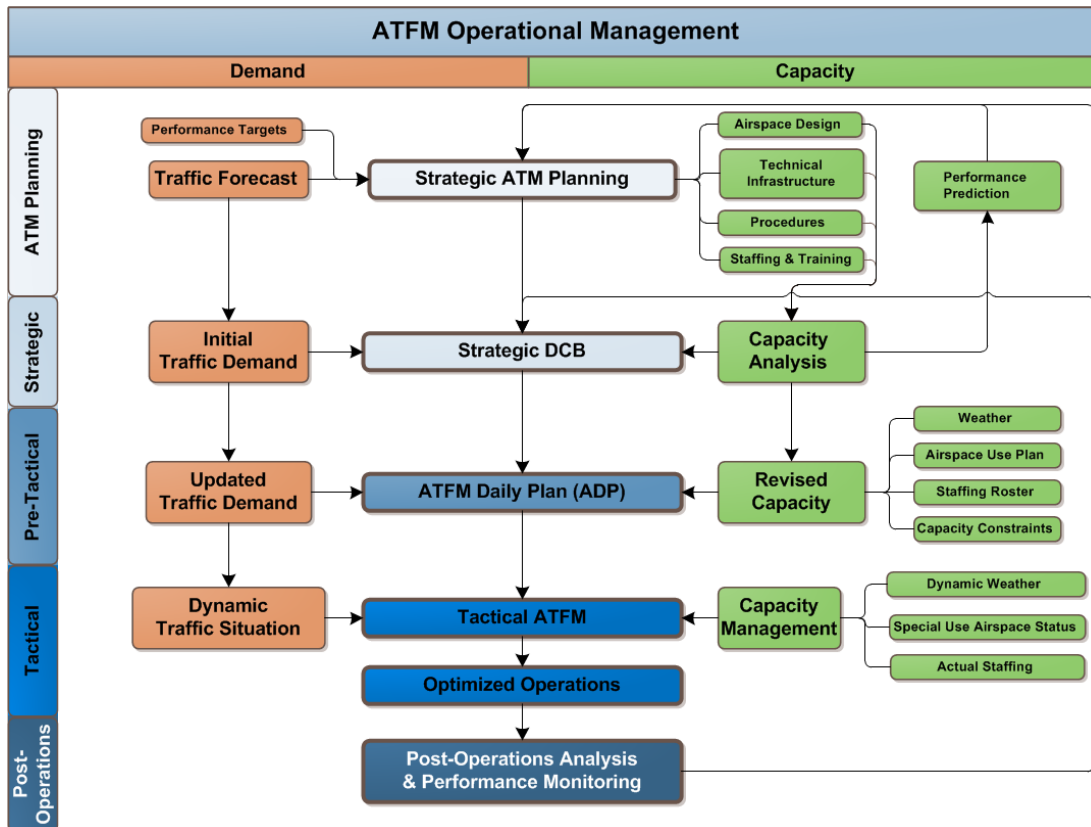 ATFM Operational Management
Demand
Capacity
ATM Planning
Performance Targets
Traffic Forecast
Strategic ATM Planning
Airspace Design
Technical
Infrastructure
Procedures
Staffing & Training
Performance
Prediction
Strategic
Initial
Traffic Demand
Strategic DCB
Capacity
Analysis
Pre-Tactical
Updated
Traffic Demand
ATFM Daily Plan (ADP)
Revised
Capacity
Weather
Airspace Use Plan
Staffing Roster
Capacity Constraints
Tactical
Dynamic
Traffic Situation
Tactical ATFM
Capacity
Management
Dynamic Weather
Special Use Airspace Status
Actual Staffing
Optimized Operations
Post-
Operations
Post-Operations Analysis
& Performance Monitoring